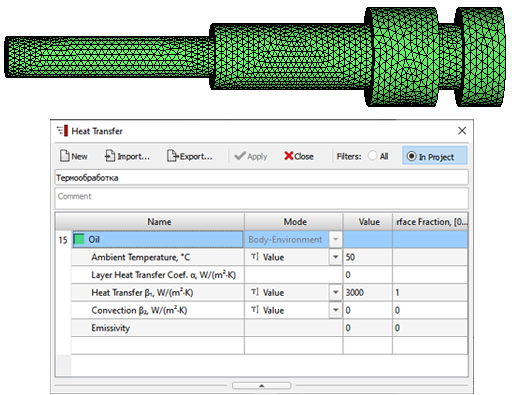 Heat Transfer
New Import... Export... Apply Close Filters: All In Project
Термообработка
Comment
Name Mode Value rface Fraction, [0...
15 Oil Body-Environment
Ambient Temperature, °C Value 50
Layer Heat Transfer Coef. α, W/(m²·K) 0
Heat Transfer β₁, W/(m²·K) Value 3000 1
Convection β₂, W/(m²·K) Value 0 0
Emissivity 0 0